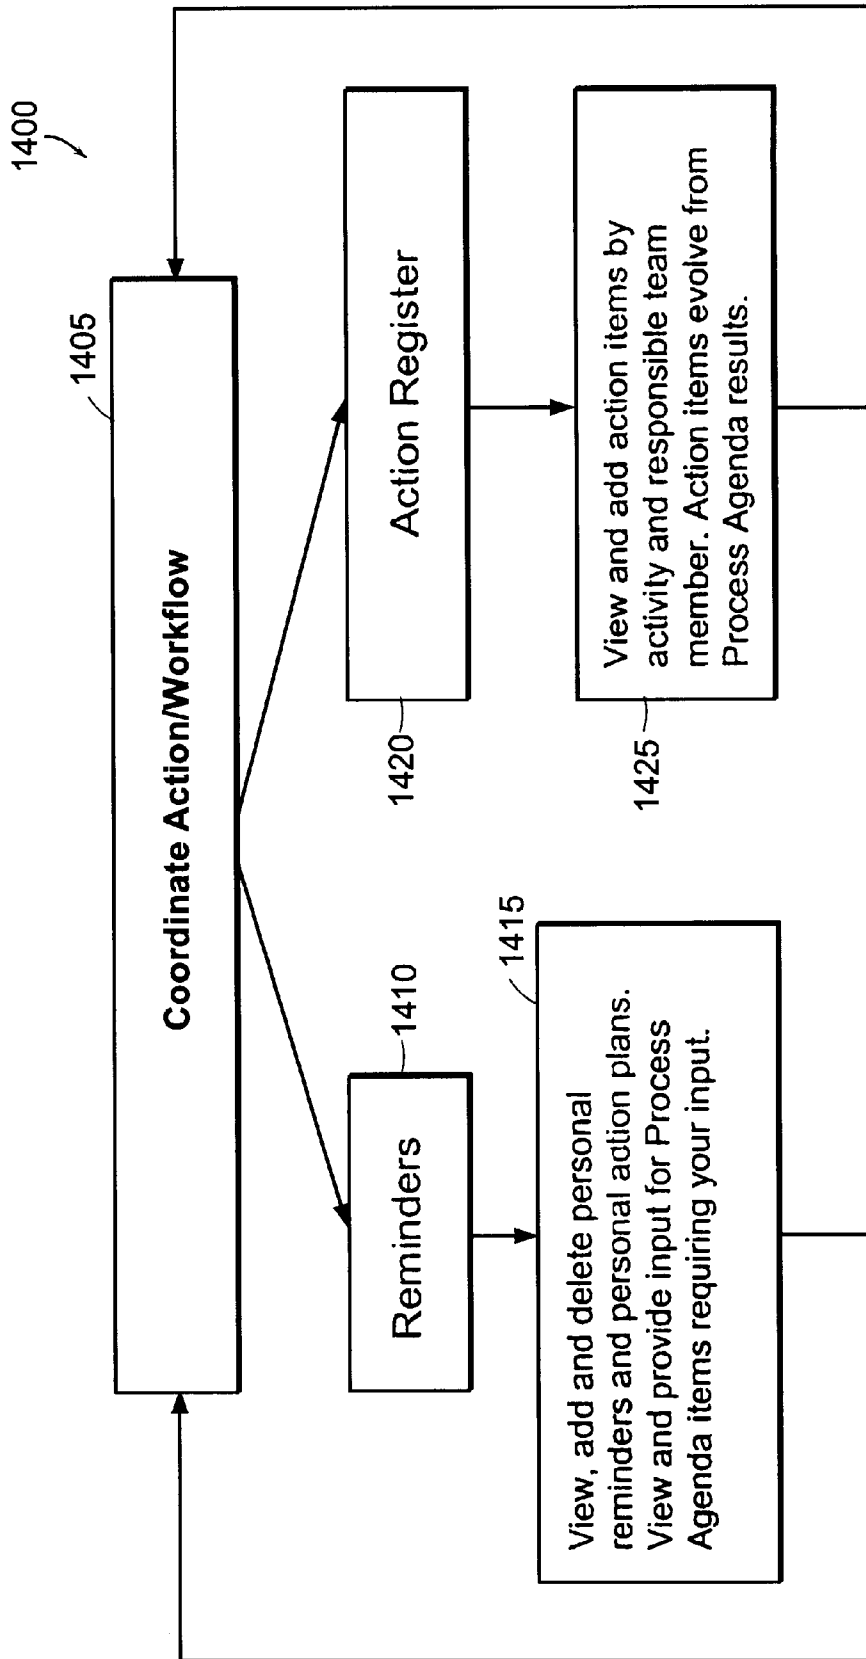 1400
1405
Coordinate Action/Workflow
Reminders
1410
1420
Action Register
View, add and delete personal
reminders and personal action plans.
View and provide input for Process
Agenda items requiring your input.
1415
1425
View and add action items by
activity and responsible team
member. Action items evolve from
Process Agenda results.